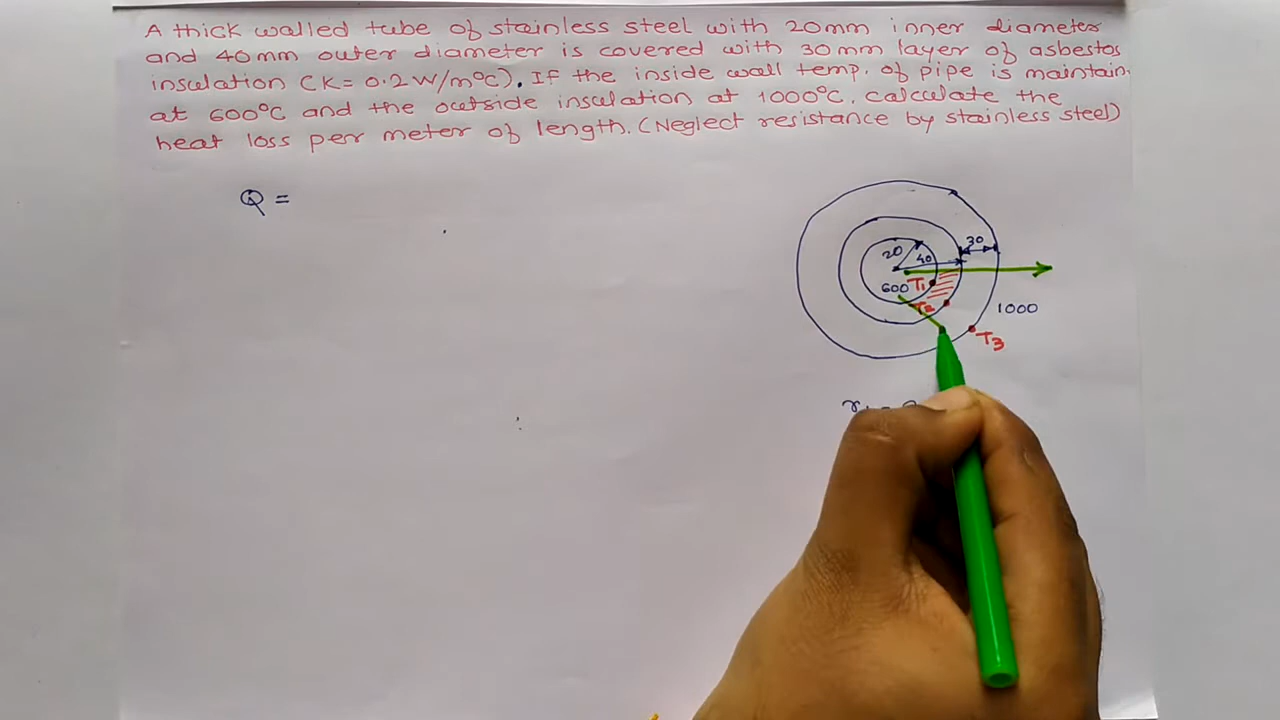 A thick walled tube of stainless steel with 20mm inner diameter
and 40mm outer diameter is covered with 30mm layer of asbestos
insulation (K= 0.2 W/m°C). If the inside wall temp. of pipe is maintain
at 600°C and the outside insulation at 1000°C. calculate the
heat loss per meter of length. (Neglect resistance by stainless steel)
Q =
30
20
40
600
T1
T2
1000
T3